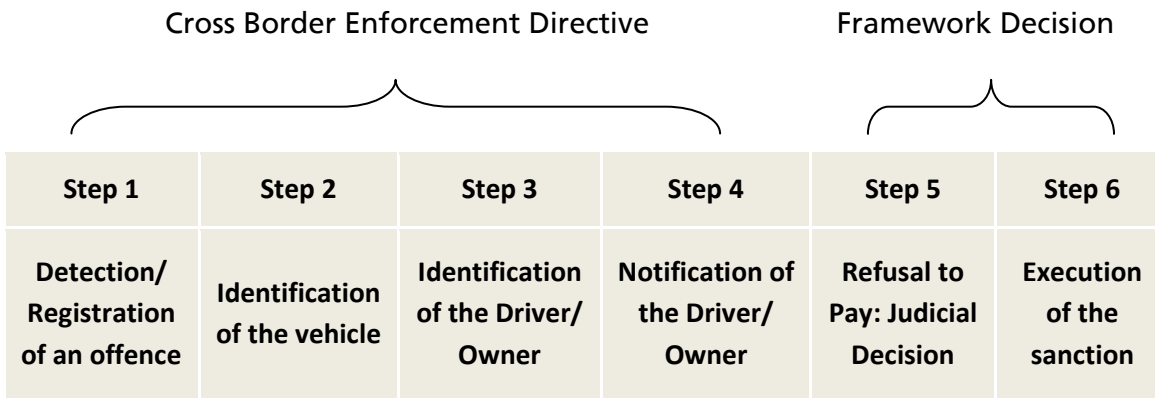 Cross Border Enforcement Directive
Framework Decision
Step 1
Step 2
Step 3
Step 4
Step 5
Step 6
Detection/
Registration
of an offence
Identification
of the vehicle
Identification
of the Driver/
Owner
Notification of
the Driver/
Owner
Refusal to
Pay: Judicial
Decision
Execution
of the
sanction